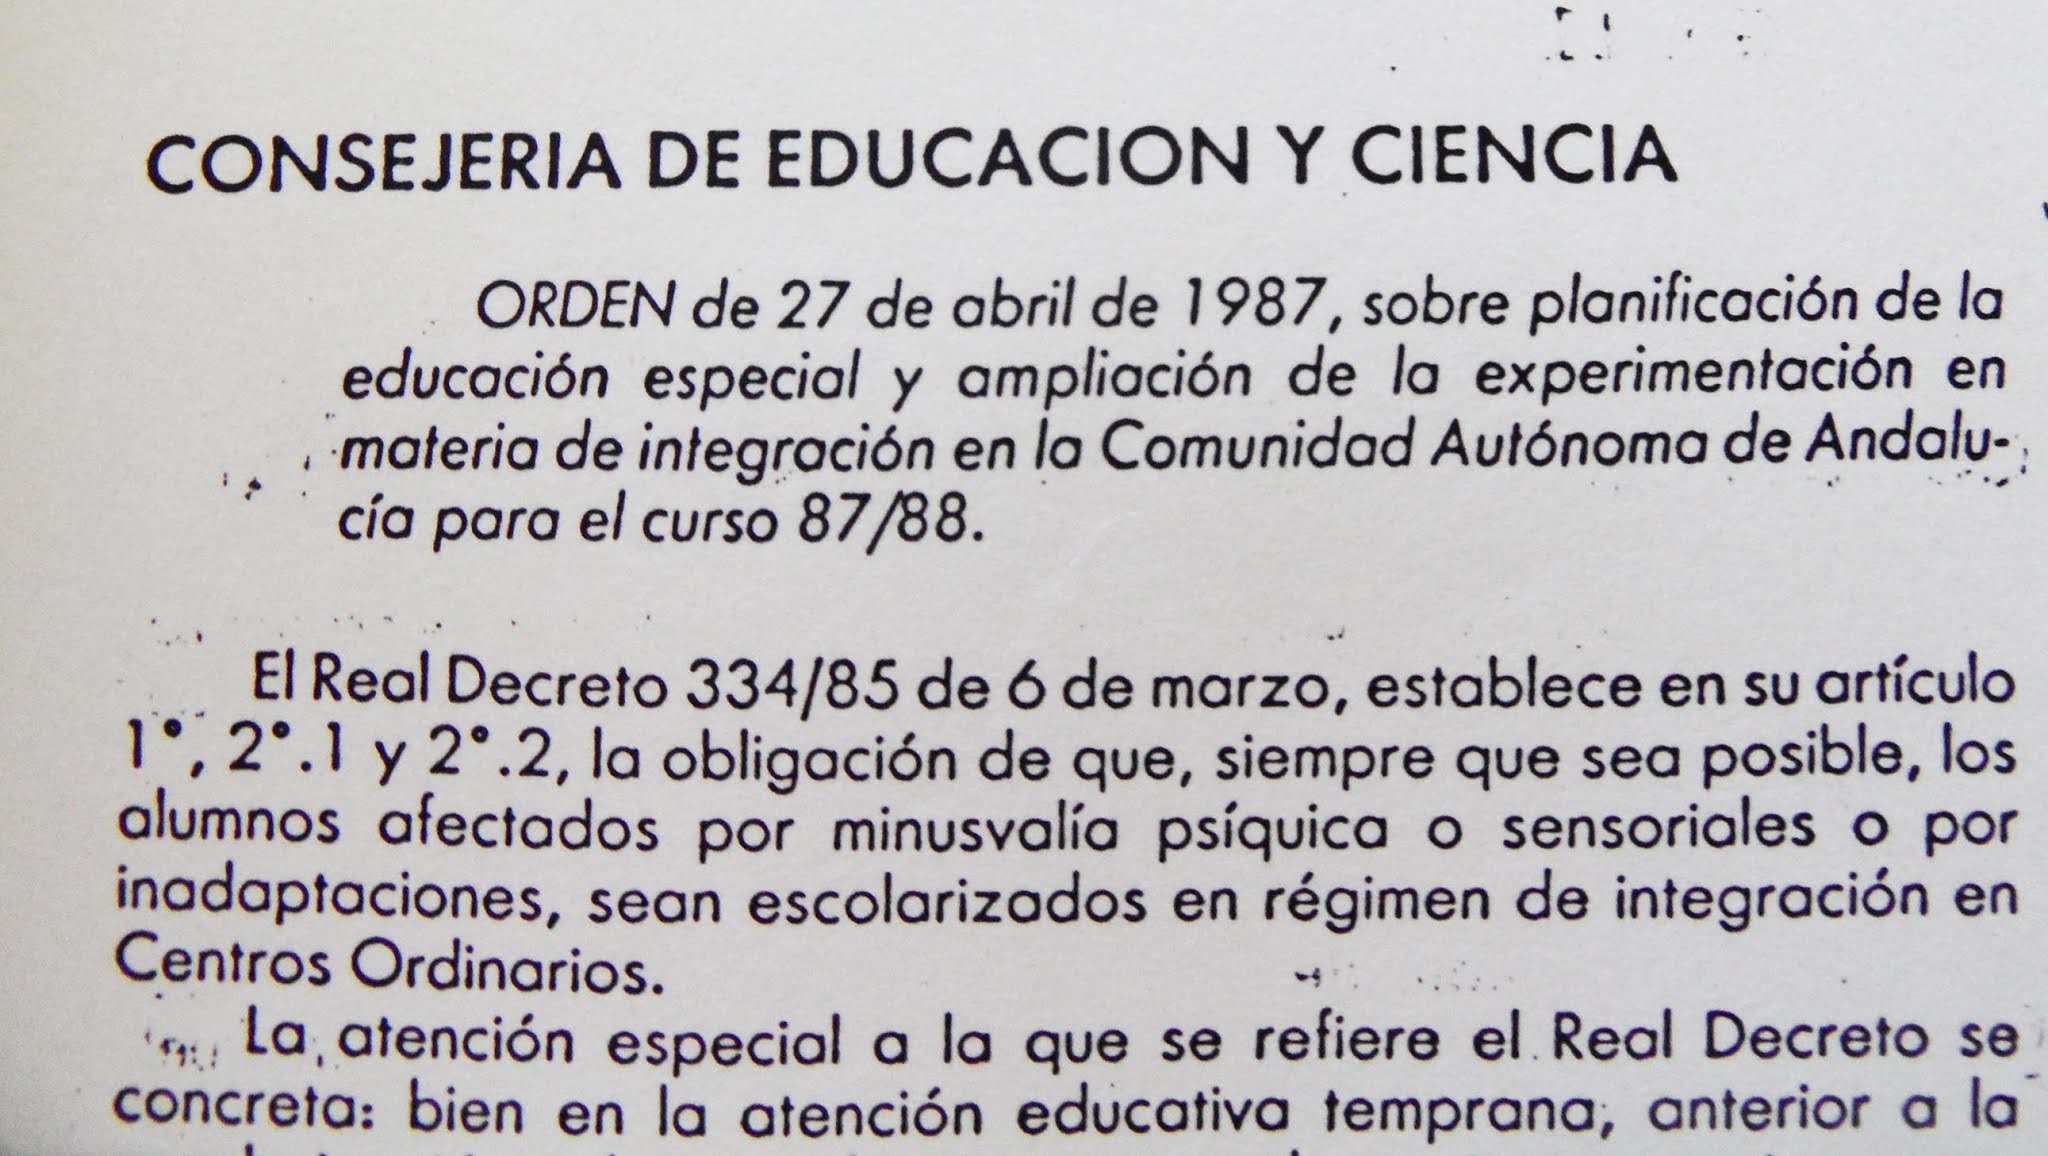 CONSEJERIA DE EDUCACION Y CIENCIA
ORDEN de 27 de abril de 1987, sobre planificación de la
educación especial y ampliación de la experimentación en
materia de integración en la Comunidad Autónoma de Andalu-
cía para el curso 87/88.
El Real Decreto 334/85 de 6 de marzo, establece en su artículo
1°, 2°.1 y 2°.2, la obligación de que, siempre que sea posible, los
alumnos afectados por minusvalía psíquica o sensoriales o por
inadaptaciones, sean escolarizados en régimen de integración en
Centros Ordinarios.
La atención especial a la que se refiere el Real Decreto se
concreta: bien en la atención educativa temprana, anterior a la